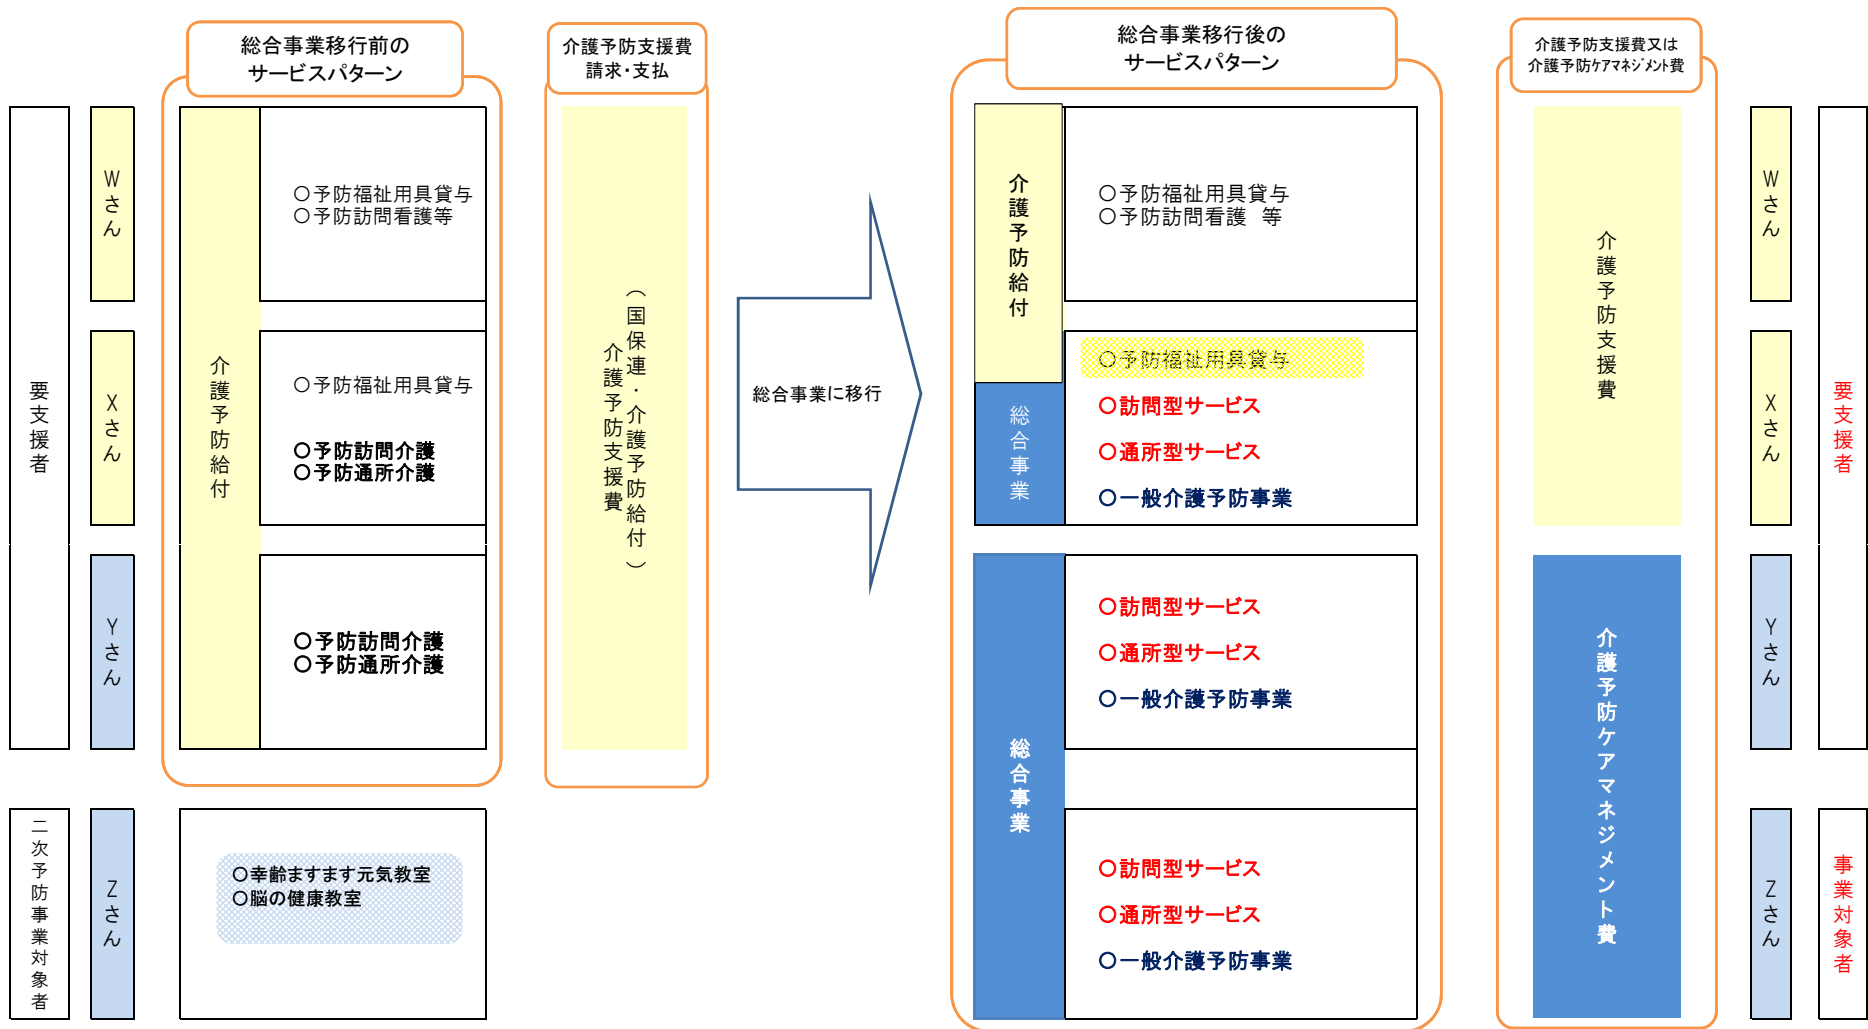 総合事業移行前の
サービスパターン
介護予防支援費
請求・支払
総合事業移行後の
サービスパターン
介護予防支援費又は
介護予防ケアマネジメント費
要支援者
Wさん
Xさん
Yさん
介護予防給付
○予防福祉用具貸与
○予防訪問看護等
○予防福祉用具貸与
○予防訪問介護
○予防通所介護
○予防訪問介護
○予防通所介護
介護予防支援費
（国保連・介護予防給付）
二次予防事業対象者
Zさん
○幸齢ますます元気教室
○脳の健康教室
総合事業に移行
介護予防給付
○予防福祉用具貸与
○予防訪問看護　等
○予防福祉用具貸与
総合事業
○訪問型サービス
○通所型サービス
○一般介護予防事業
総合事業
○訪問型サービス
○通所型サービス
○一般介護予防事業
○訪問型サービス
○通所型サービス
○一般介護予防事業
介護予防支援費
介護予防ケアマネジメント費
Wさん
Xさん
Yさん
Zさん
要支援者
事業対象者